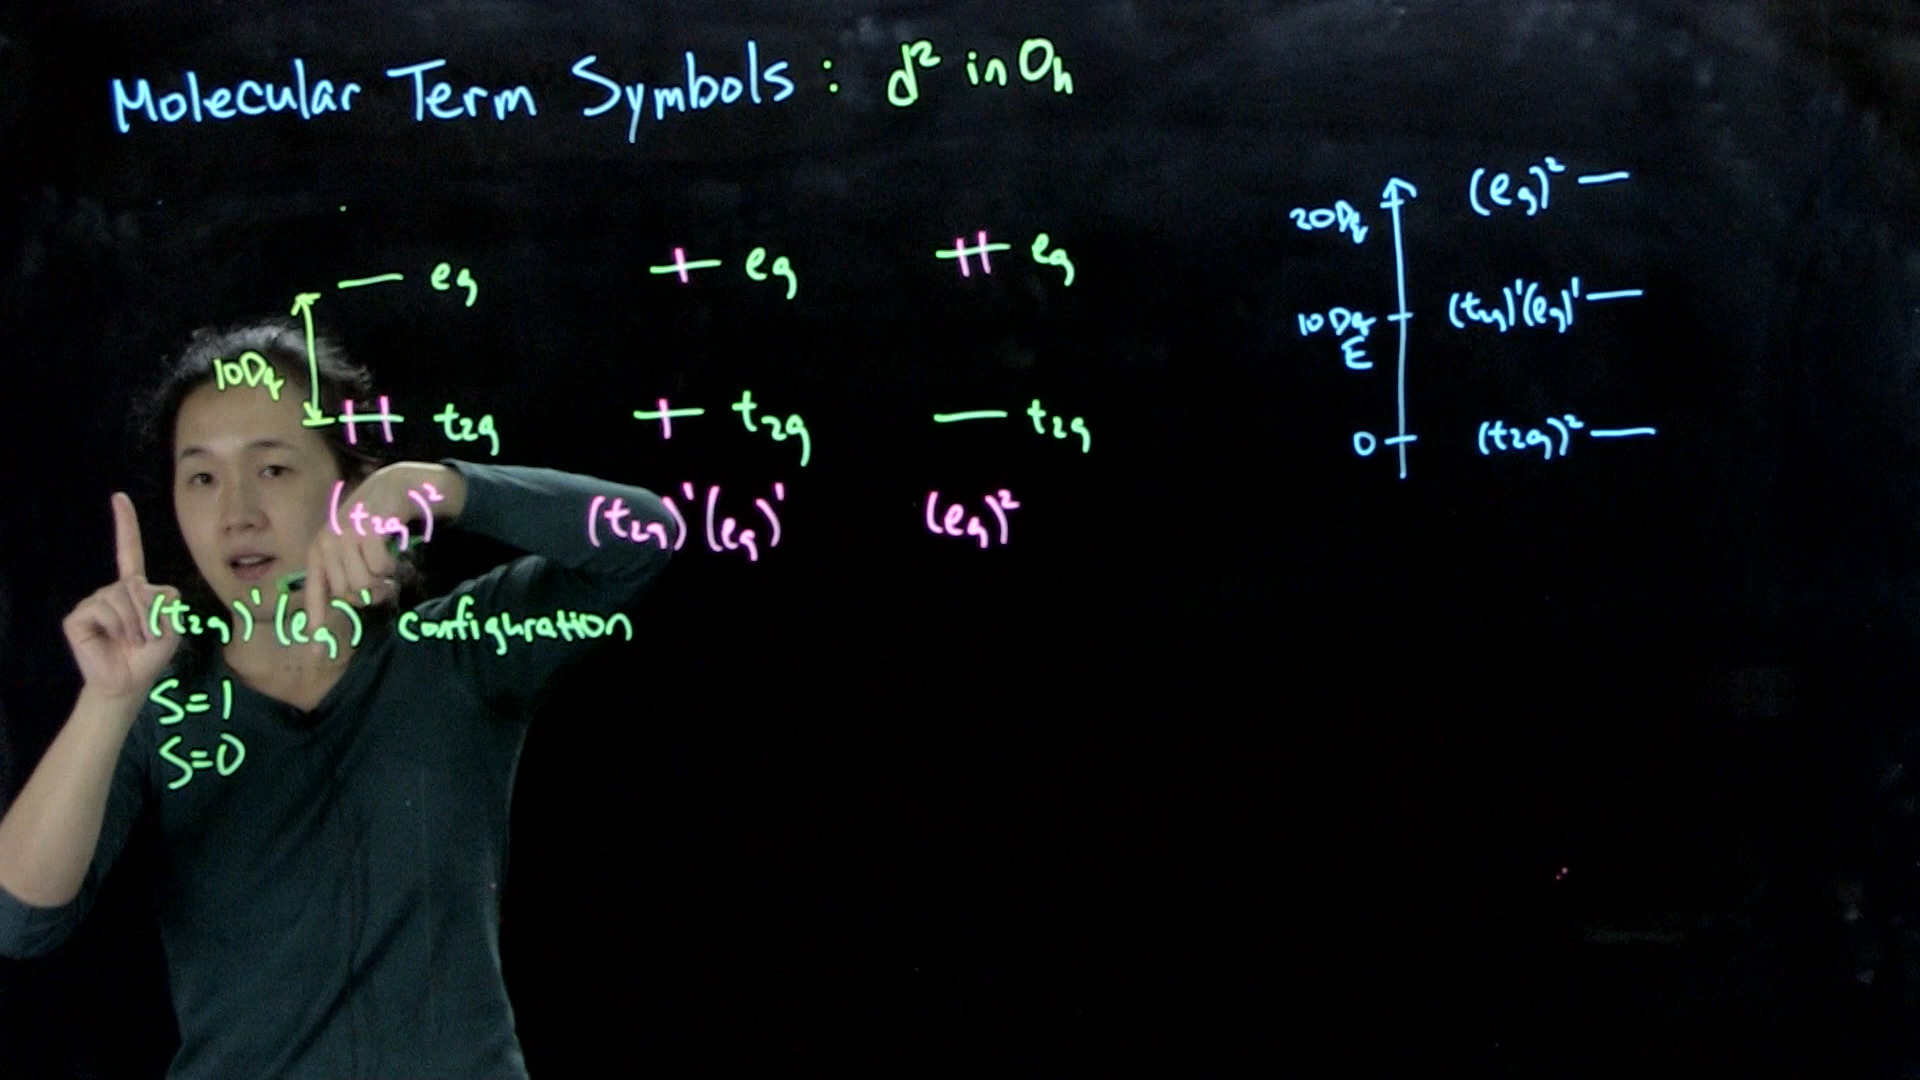 Molecular Term Symbols : d² in Oh
eg
eg
eg
10Dq
t2g
t2g
t2g
(t2g)²
(t2g)¹(eg)¹
(eg)²
(t2g)¹(eg)¹ configuration
S=1
S=0
20Dq
(eg)²
10Dq
(t2g)¹(eg)¹
E
0
(t2g)²